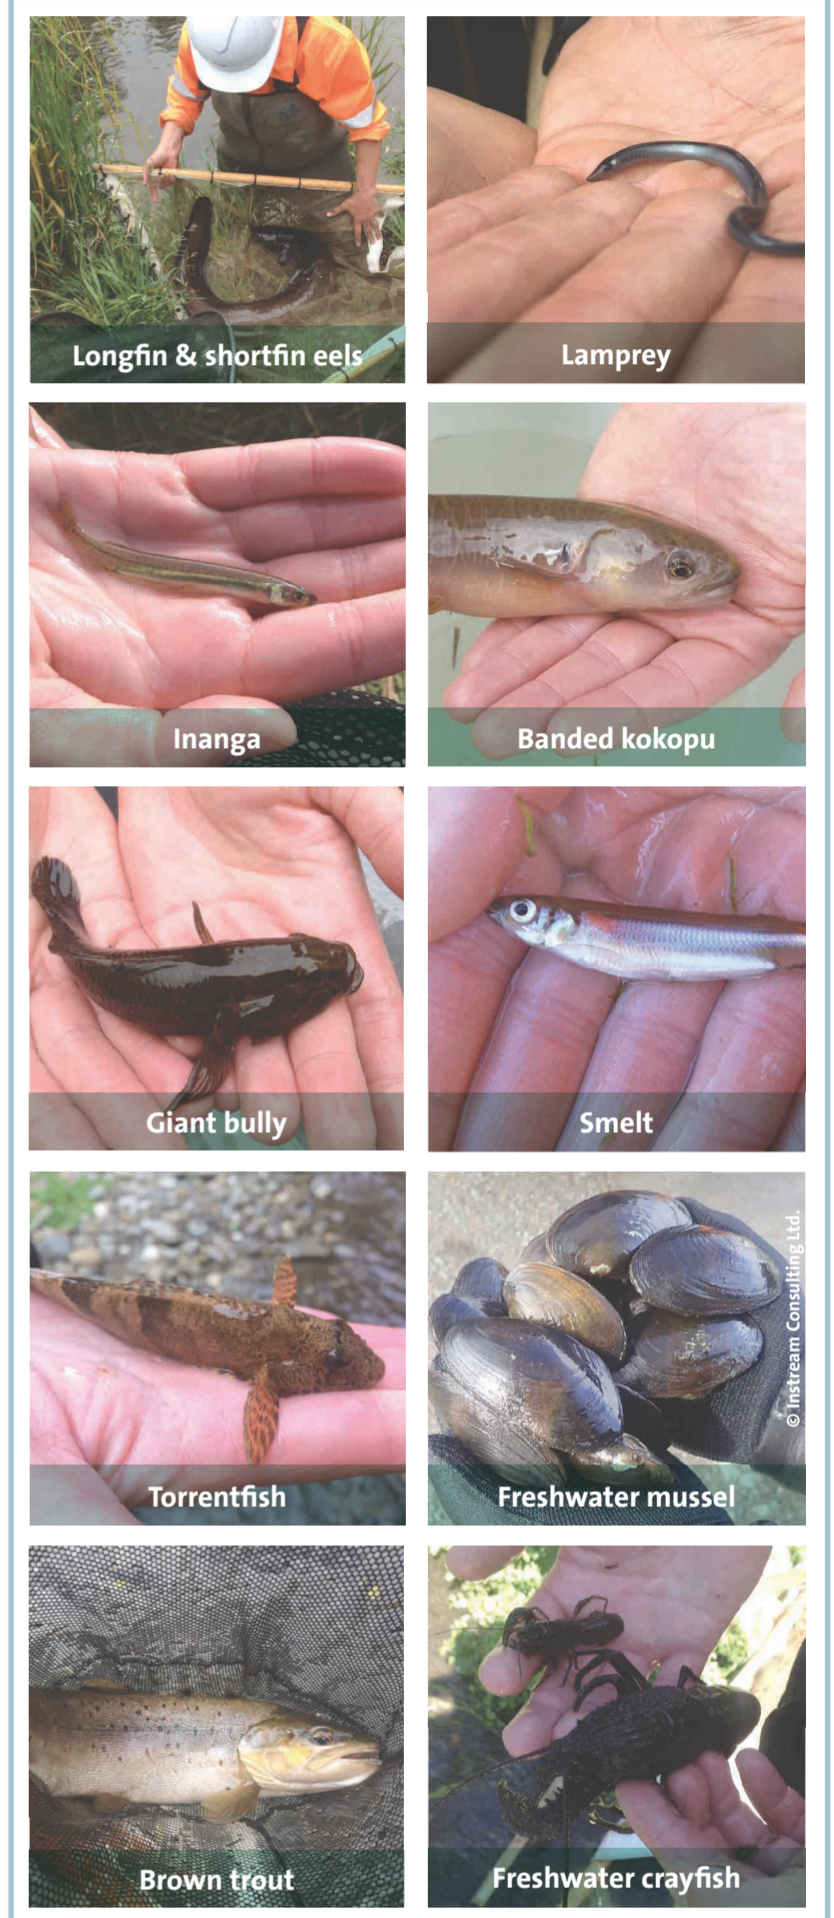 Longfin & shortfin eels
Lamprey
Inanga
Banded kokopu
Giant bully
Smelt
Torrentfish
Freshwater mussel
© Instream Consulting Ltd.
Brown trout
Freshwater crayfish